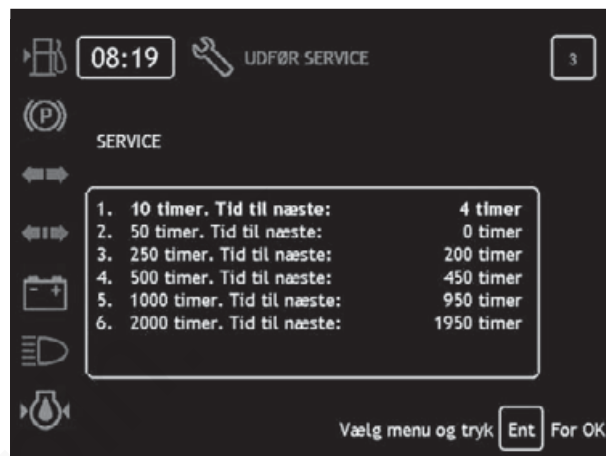 08:19 UDFØR SERVICE 3
SERVICE
1. 10 timer. Tid til næste: 4 timer
2. 50 timer. Tid til næste: 0 timer
3. 250 timer. Tid til næste: 200 timer
4. 500 timer. Tid til næste: 450 timer
5. 1000 timer. Tid til næste: 950 timer
6. 2000 timer. Tid til næste: 1950 timer
Vælg menu og tryk Ent For OK